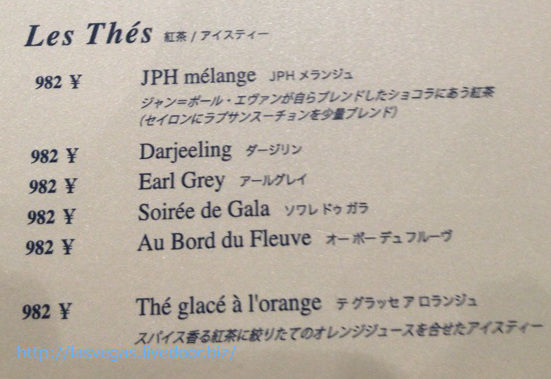 Les Thés 紅茶 / アイスティー
982 ¥ JPH mélange JPH メランジュ
ジャン＝ポール・エヴァンが自らブレンドしたショコラにあう紅茶
(セイロンにラプサンスーチョンを少量ブレンド)
982 ¥ Darjeeling ダージリン
982 ¥ Earl Grey アールグレイ
982 ¥ Soirée de Gala ソワレ ドゥ ガラ
982 ¥ Au Bord du Fleuve オー ボー デュ フルーヴ
982 ¥ Thé glacé à l'orange テ グラッセ ア ロランジュ
スパイス香る紅茶に絞りたてのオレンジジュースを合せたアイスティー